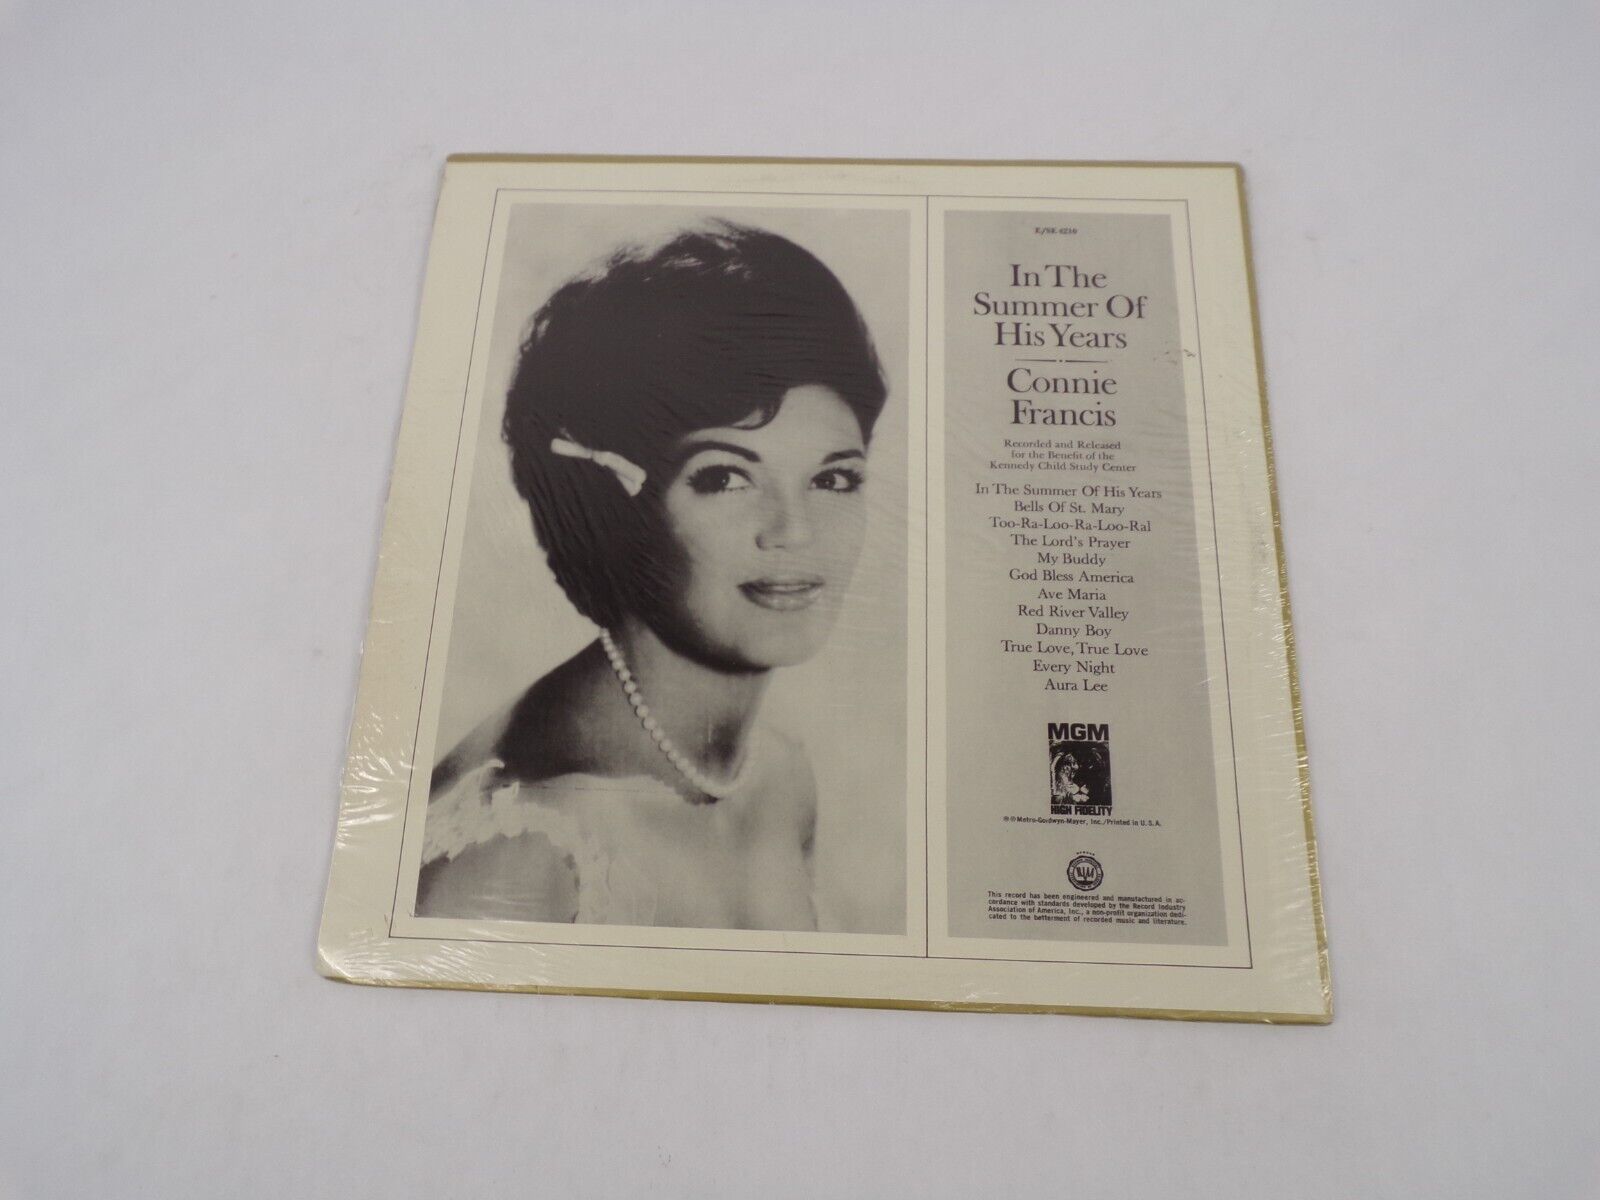 E/SE 4210
In The
Summer Of
His Years
Connie
Francis
Recorded and Released
for the Benefit of the
Kennedy Child Study Center
In The Summer Of His Years
Bells Of St. Mary
Too-Ra-Loo-Ra-Loo-Ral
The Lord's Prayer
My Buddy
God Bless America
Ave Maria
Red River Valley
Danny Boy
True Love, True Love
Every Night
Aura Lee
MGM
HIGH FIDELITY
Metro-Goldwyn-Mayer, Inc./Printed in U.S.A.
This record has been engineered and manufactured in ac-
cordance with standards developed by the Record Industry
Association of America, Inc., a non-profit organization dedi-
cated to the betterment of recorded music and literature.